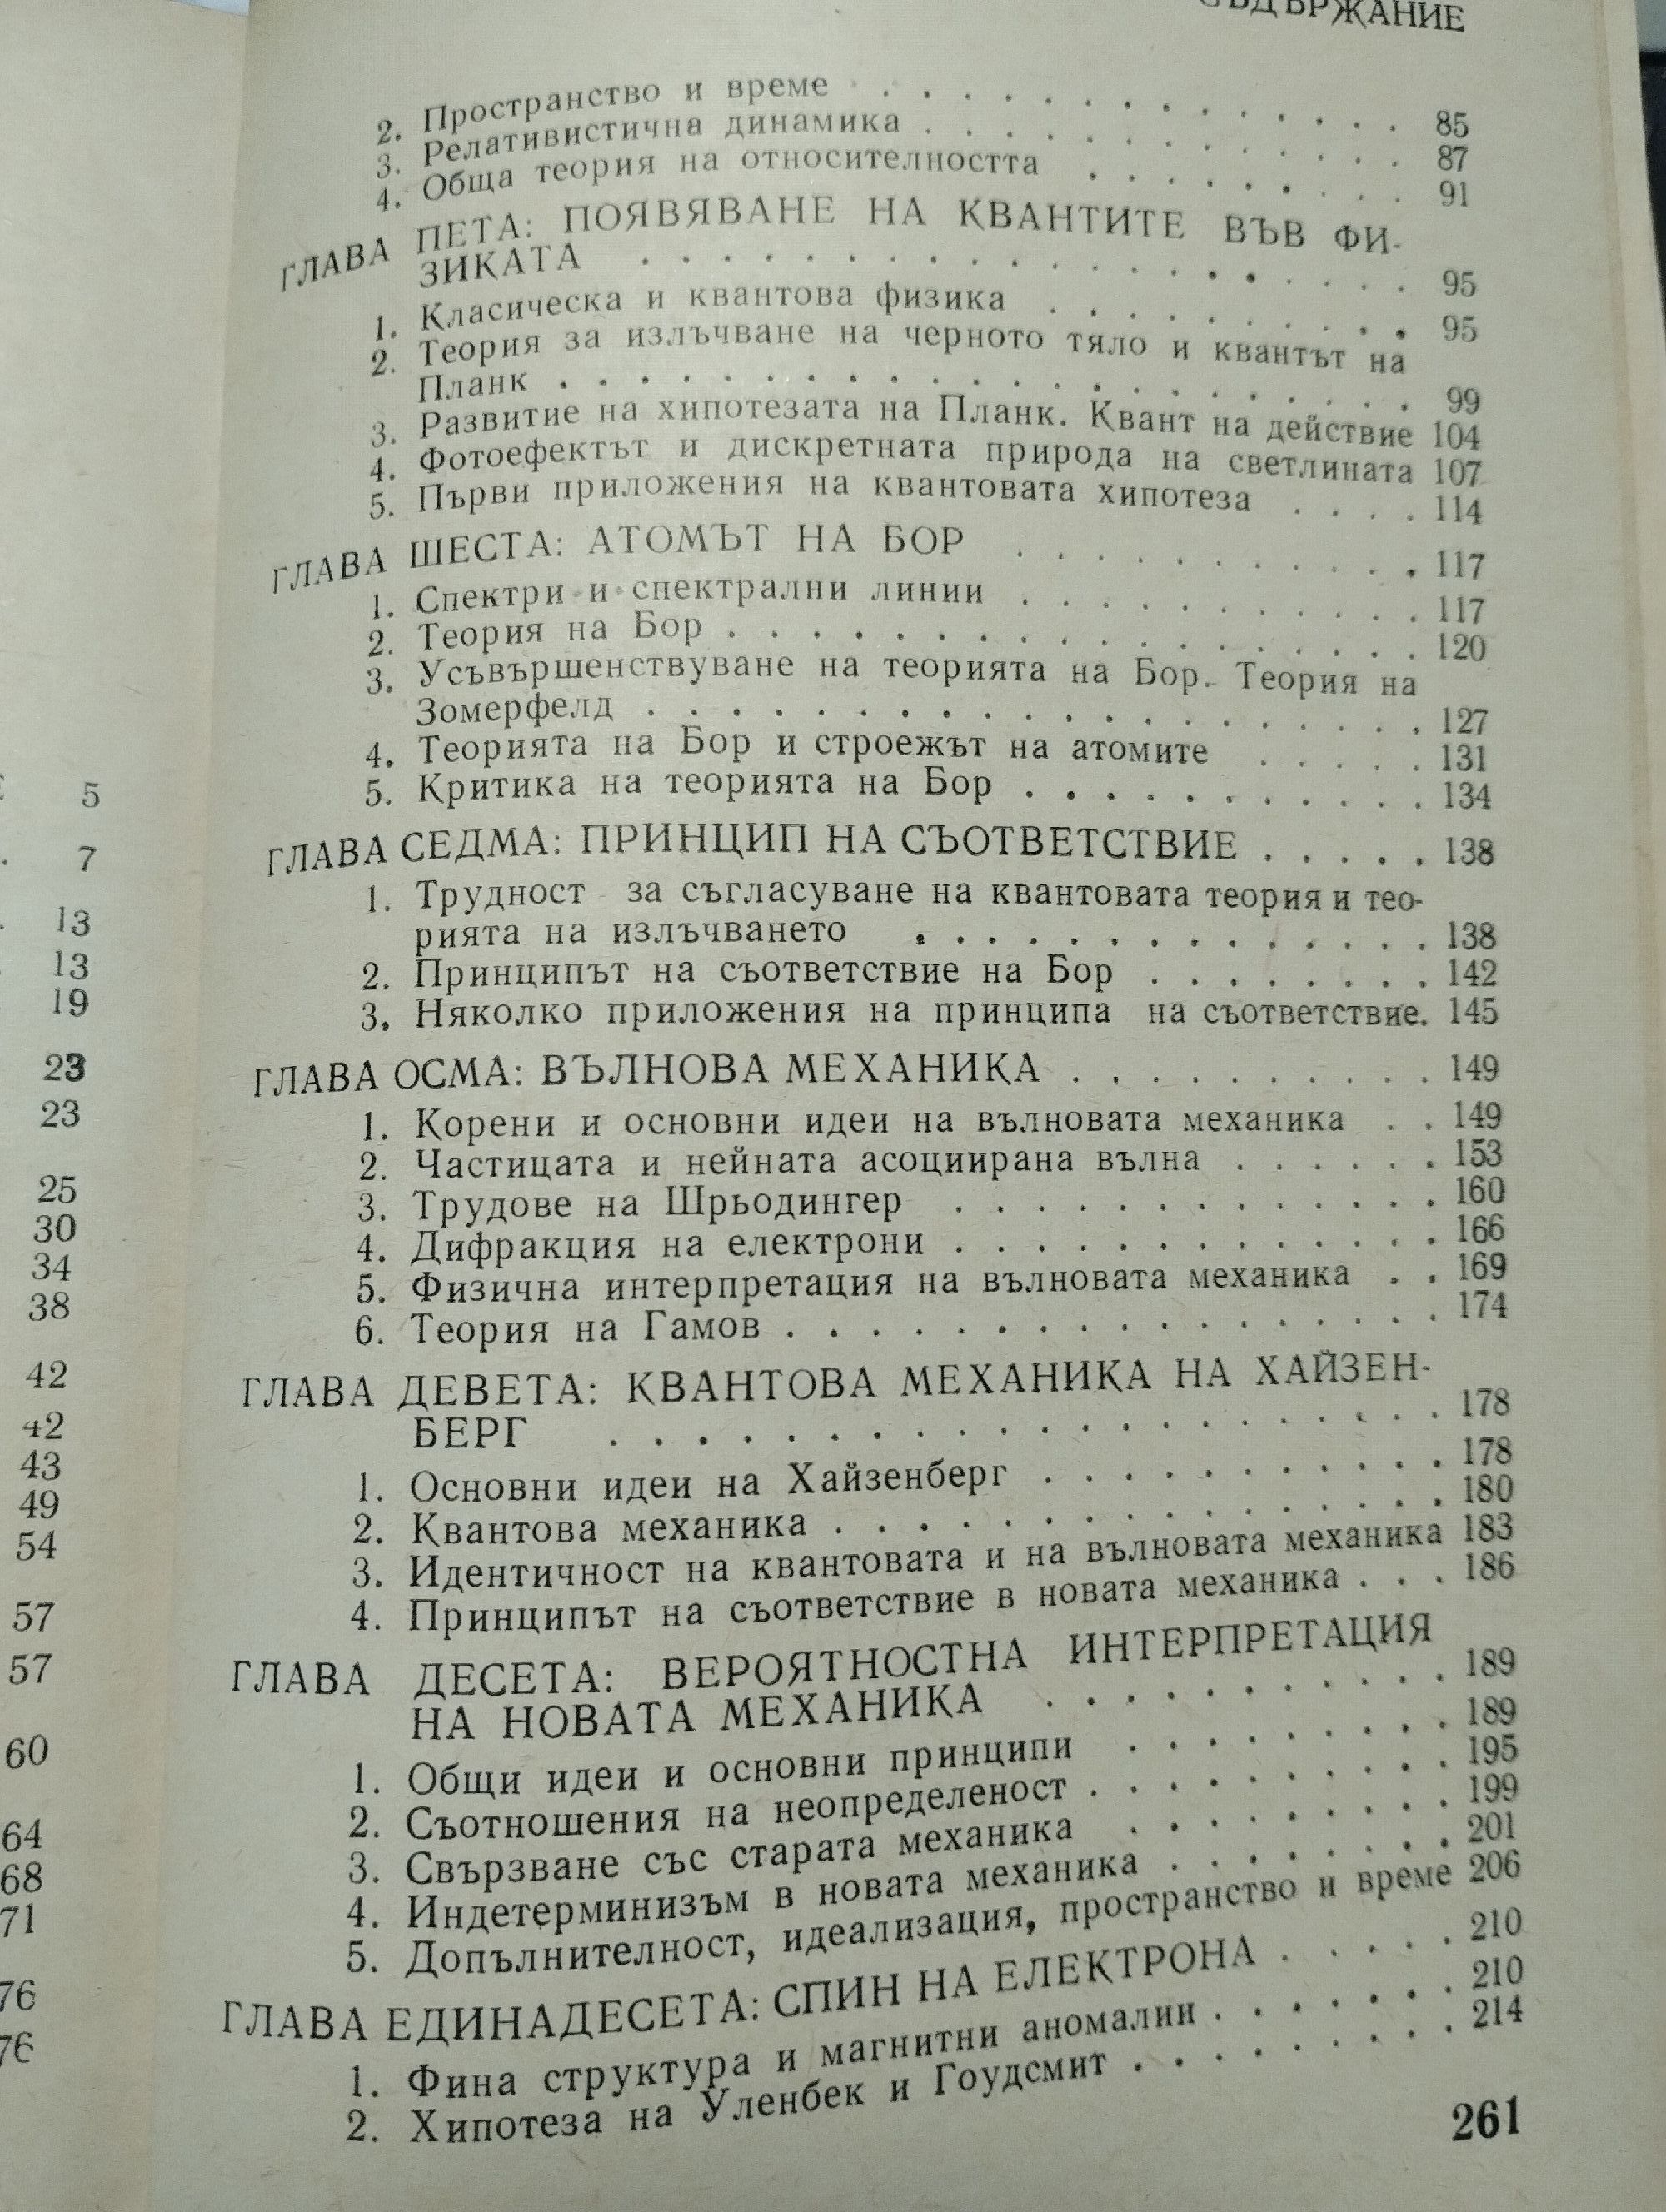 СЪДЪРЖАНИЕ
2. Пространство и време . . . . . . . . . . . . . 85
3. Релативистична динамика . . . . . . . . . . . . 87
4. Обща теория на относителността . . . . . . . . . 91
ГЛАВА ПЕТА: ПОЯВЯВАНЕ НА КВАНТИТЕ ВЪВ ФИ-
ЗИКАТА . . . . . . . . . . . . . . . . . . . 95
1. Класическа и квантова физика . . . . . . . . . 95
2. Теория за излъчване на черното тяло и квантът на
Планк . . . . . . . . . . . . . . . . . . . . . 99
3. Развитие на хипотезата на Планк. Квант на действие 104
4. Фотоефектът и дискретната природа на светлината 107
5. Първи приложения на квантовата хипотеза . . . . 114
ГЛАВА ШЕСТА: АТОМЪТ НА БОР . . . . . . . . . . 117
1. Спектри и спектрални линии . . . . . . . . . . 117
2. Теория на Бор . . . . . . . . . . . . . . . . . 120
3. Усъвършенствуване на теорията на Бор. Теория на
Зомерфелд . . . . . . . . . . . . . . . . . . . 127
4. Теорията на Бор и строежът на атомите . . . . . 131
5. Критика на теорията на Бор . . . . . . . . . . 134
ГЛАВА СЕДМА: ПРИНЦИП НА СЪОТВЕТСТВИЕ . . . . . 138
1. Трудност за съгласуване на квантовата теория и тео-
рията на излъчването . . . . . . . . . . . . . 138
2. Принципът на съответствие на Бор . . . . . . . 142
3. Няколко приложения на принципа на съответствие. 145
ГЛАВА ОСМА: ВЪЛНОВА МЕХАНИКА . . . . . . . . . 149
1. Корени и основни идеи на вълновата механика . . 149
2. Частицата и нейната асоциирана вълна . . . . . . 153
3. Трудове на Шрьодингер . . . . . . . . . . . . 160
4. Дифракция на електрони . . . . . . . . . . . . 166
5. Физична интерпретация на вълновата механика . . 169
6. Теория на Гамов . . . . . . . . . . . . . . . . 174
ГЛАВА ДЕВЕТА: КВАНТОВА МЕХАНИКА НА ХАЙЗЕН-
БЕРГ . . . . . . . . . . . . . . . . . . . . 178
1. Основни идеи на Хайзенберг . . . . . . . . . . 178
2. Квантова механика . . . . . . . . . . . . . . . 180
3. Идентичност на квантовата и на вълновата механика 183
4. Принципът на съответствие в новата механика . . . 186
ГЛАВА ДЕСЕТА: ВЕРОЯТНОСТНА ИНТЕРПРЕТАЦИЯ
НА НОВАТА МЕХАНИКА . . . . . . . . . . 189
1. Общи идеи и основни принципи . . . . . . . . 189
2. Съотношения на неопределеност . . . . . . . . . 195
3. Свързване със старата механика . . . . . . . . 199
4. Индетерминизъм в новата механика . . . . . . . 201
5. Допълнителност, идеализация, пространство и време 206
ГЛАВА ЕДИНАДЕСЕТА: СПИН НА ЕЛЕКТРОНА . . . . . 210
1. Фина структура и магнитни аномалии . . . . . . 210
2. Хипотеза на Уленбек и Гоудсмит . . . . . . . . 214
261
5
7
13
13
19
23
23
25
30
34
38
42
42
43
49
54
57
57
60
64
68
71
76
76